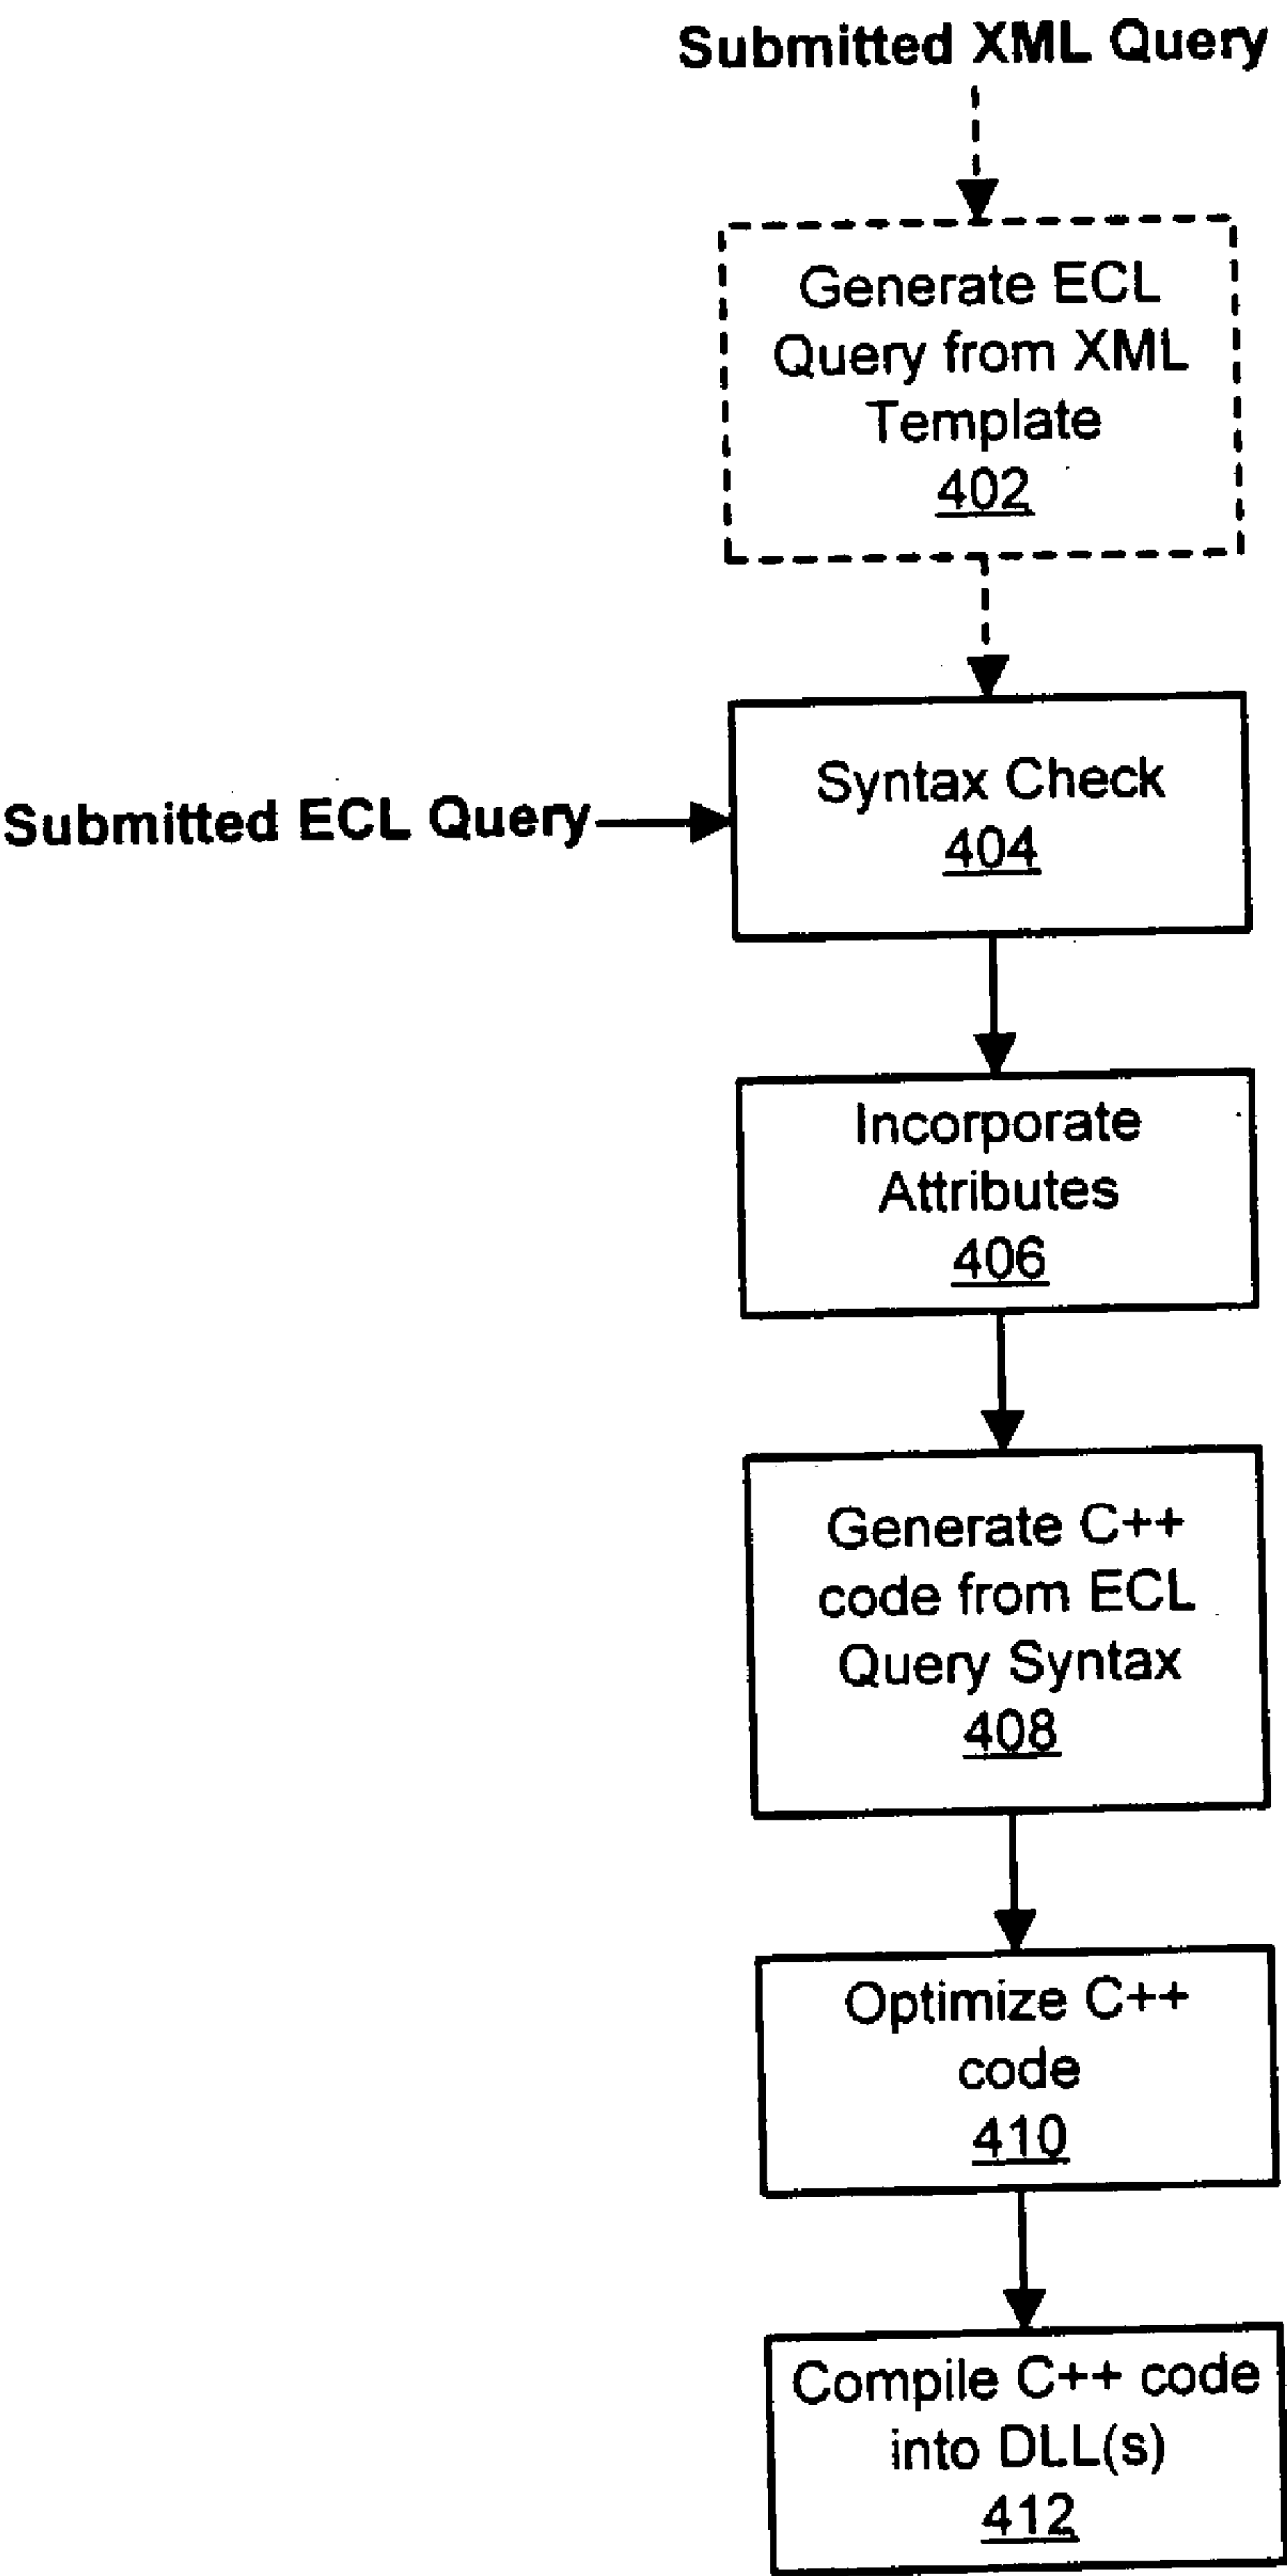 Submitted XML Query
Generate ECL
Query from XML
Template
402
Syntax Check
404
Submitted ECL Query
Incorporate
Attributes
406
Generate C++
code from ECL
Query Syntax
408
Optimize C++
code
410
Compile C++ code
into DLL(s)
412